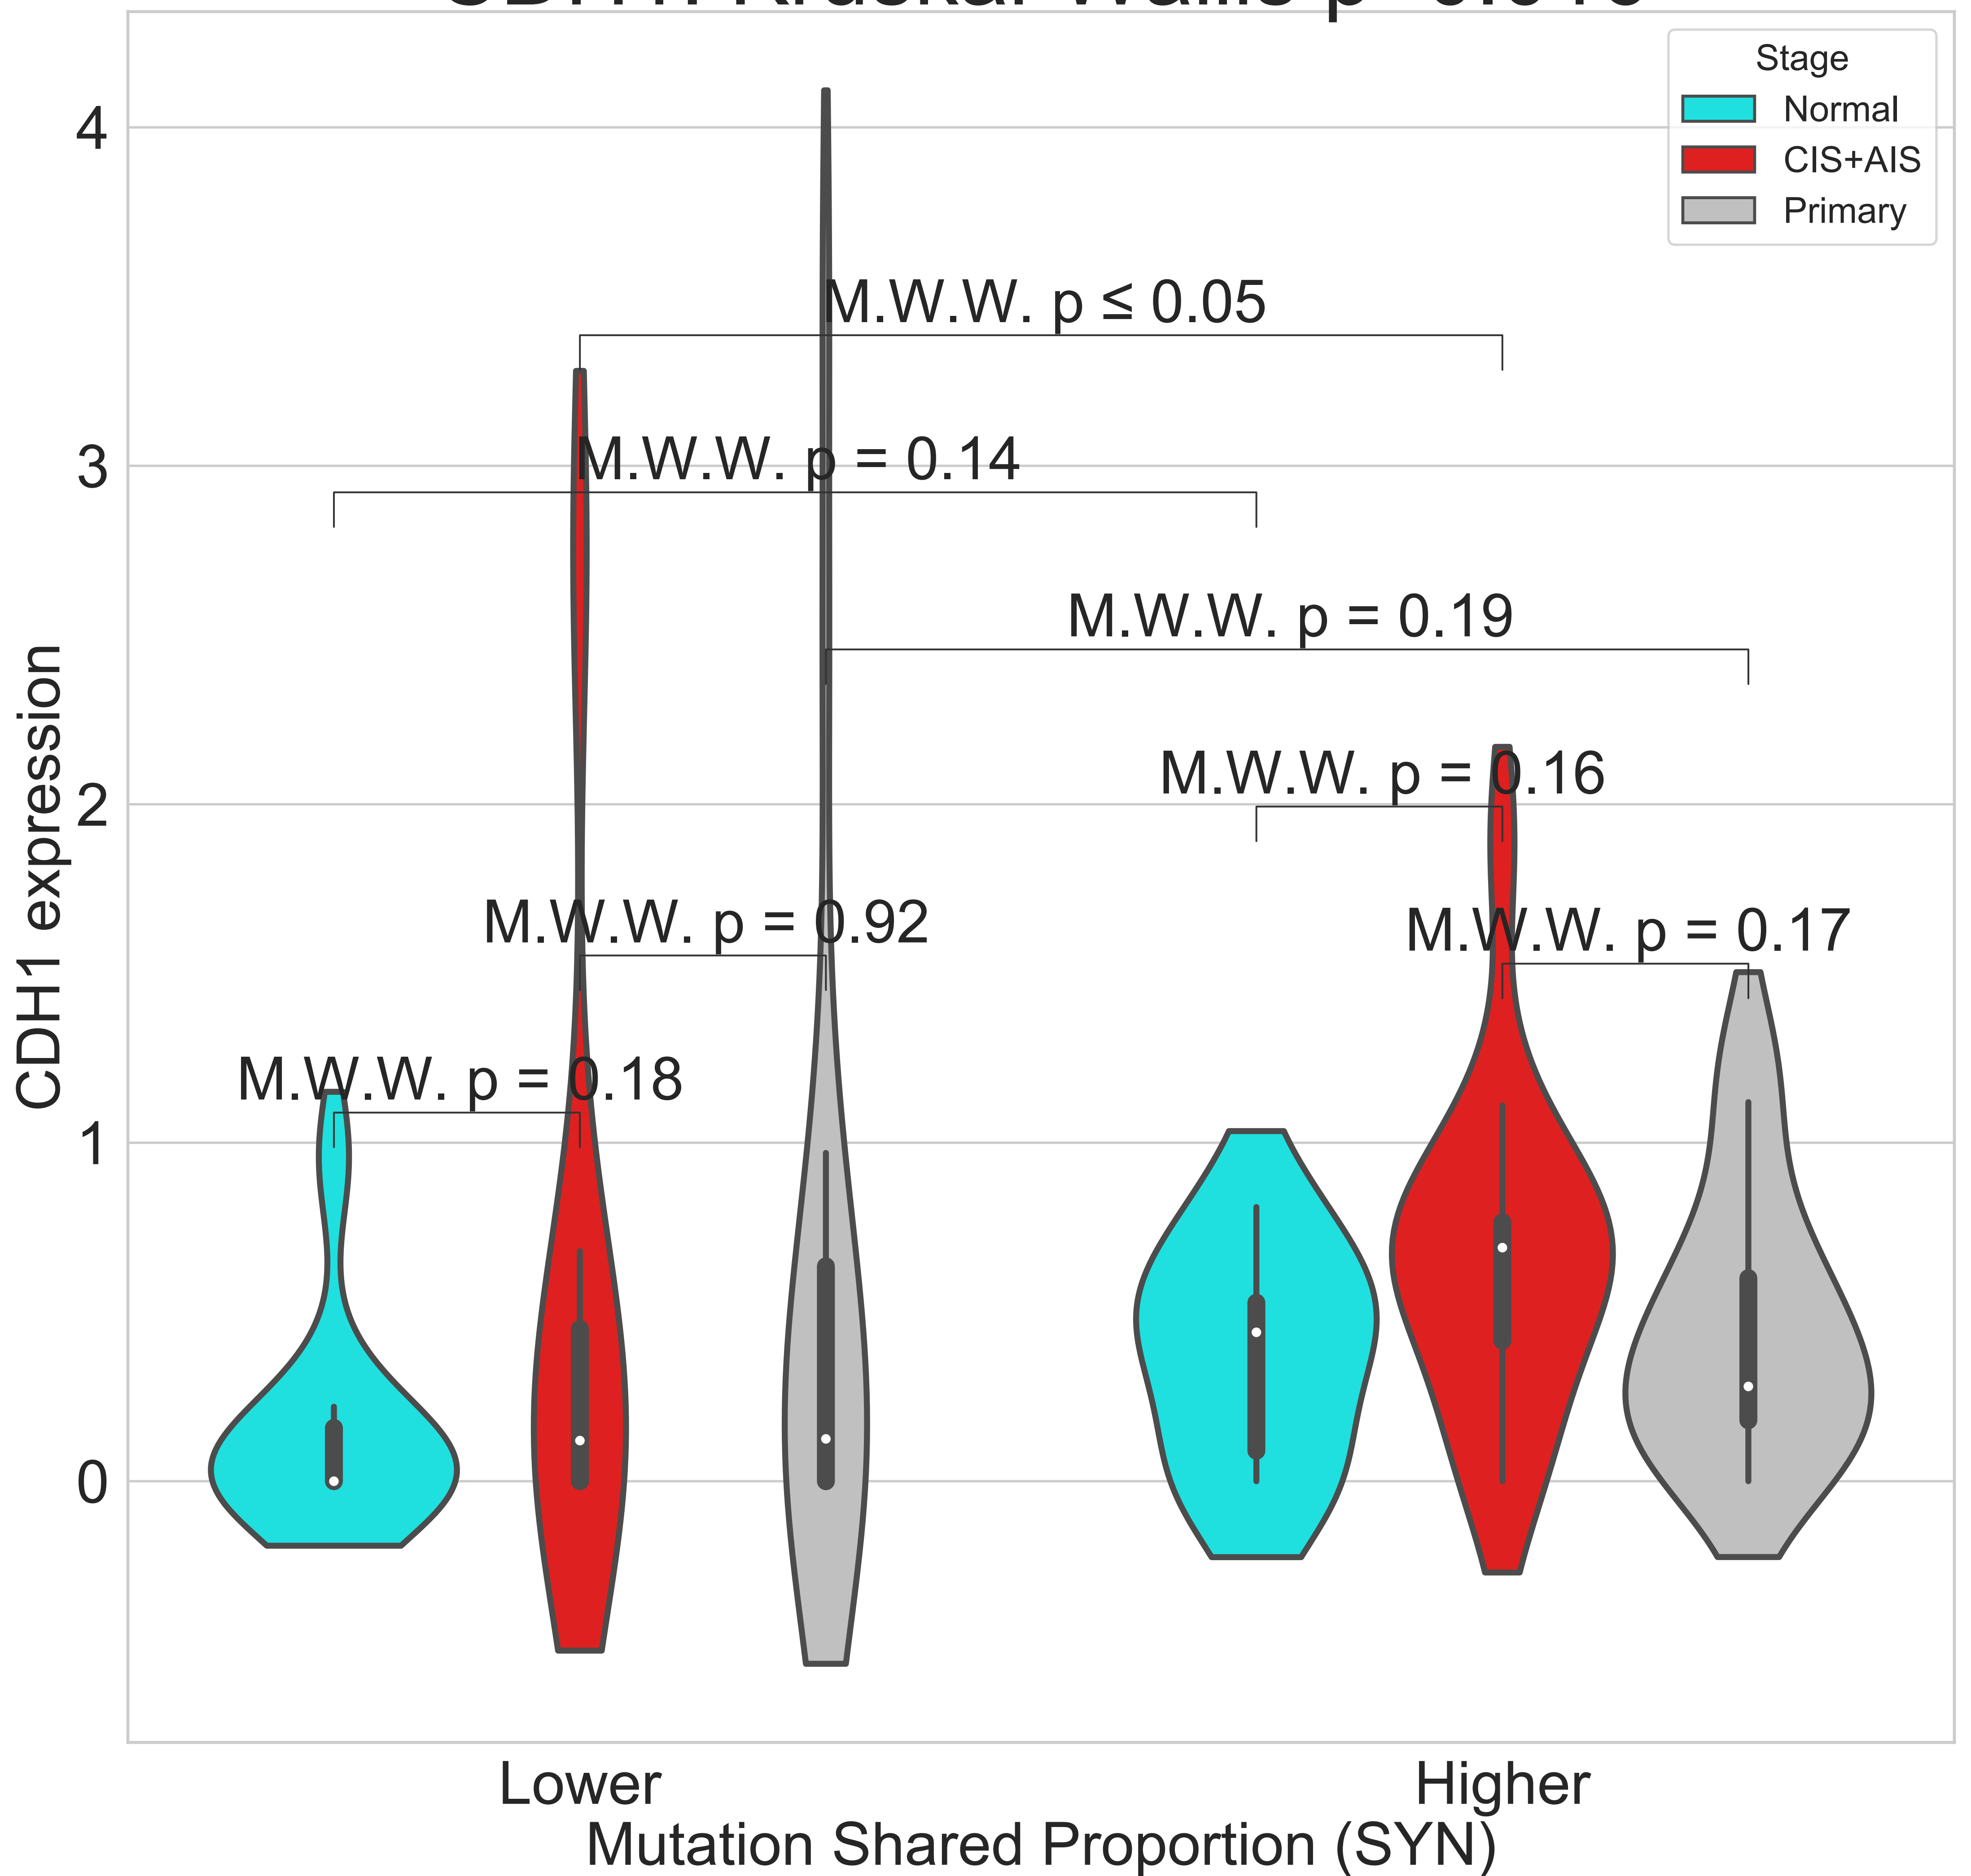 Stage
Normal
CIS+AIS
Primary
4
3
2
1
0
CDH1 expression
M.W.W. p ≤ 0.05
M.W.W. p = 0.14
M.W.W. p = 0.19
M.W.W. p = 0.16
M.W.W. p = 0.92
M.W.W. p = 0.17
M.W.W. p = 0.18
Lower
Higher
Mutation Shared Proportion (SYN)